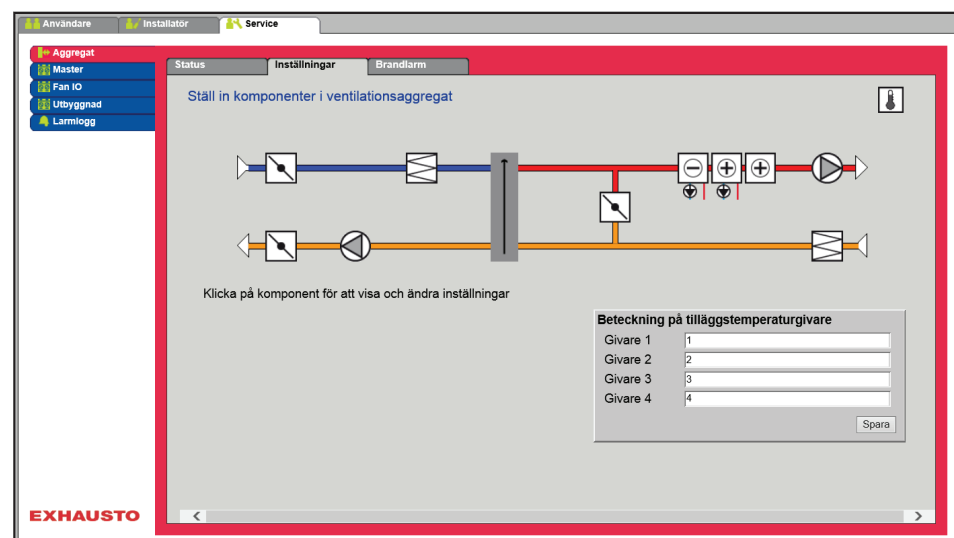 Användare
Installatör
Service
Aggregat
Master
Fan IO
Utbyggnad
Larmlogg
Status
Inställningar
Brandlarm
Ställ in komponenter i ventilationsaggregat
Klicka på komponent för att visa och ändra inställningar
Beteckning på tilläggstemperaturgivare
Givare 1 1
Givare 2 2
Givare 3 3
Givare 4 4
Spara
EXHAUSTO